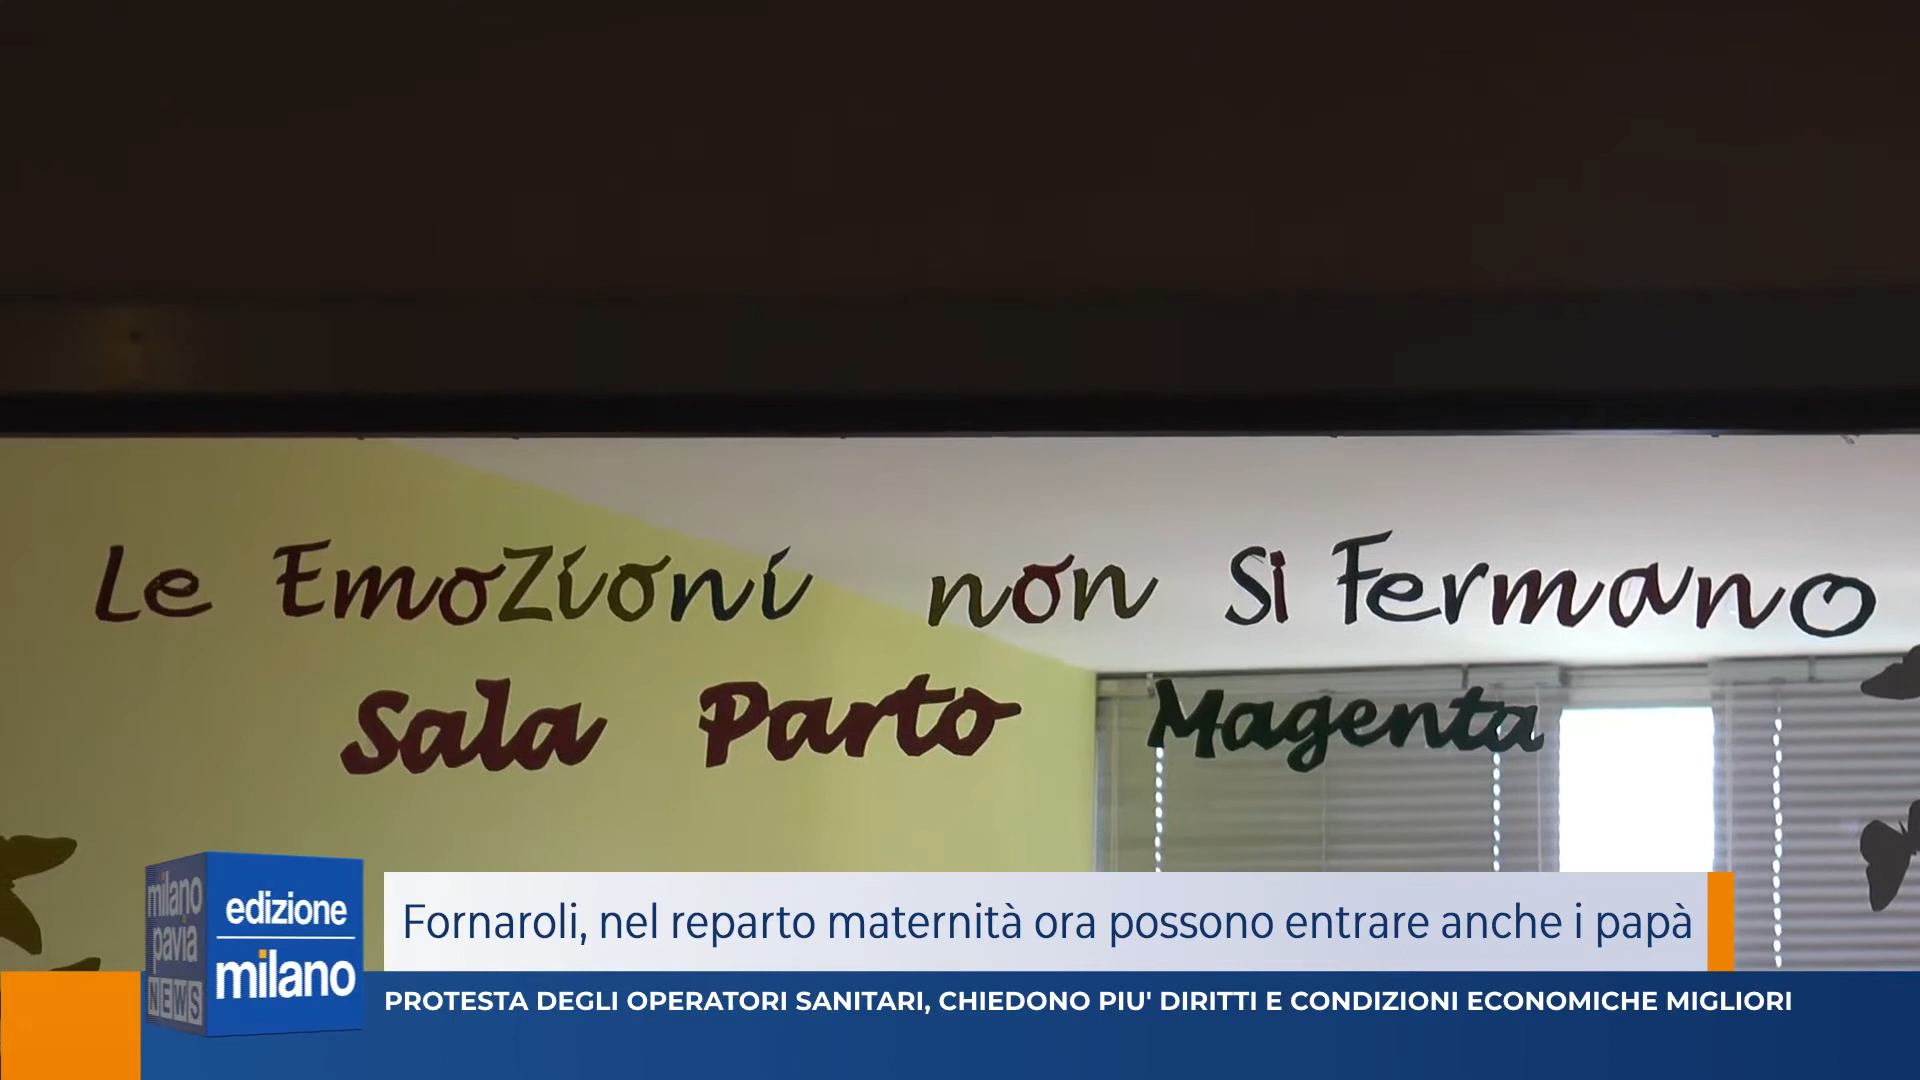 Le EmoZioni non Si Fermano
Sala Parto Magenta
milano
pavia
NEWS
edizione
milano
Fornaroli, nel reparto maternità ora possono entrare anche i papà
PROTESTA DEGLI OPERATORI SANITARI, CHIEDONO PIU' DIRITTI E CONDIZIONI ECONOMICHE MIGLIORI